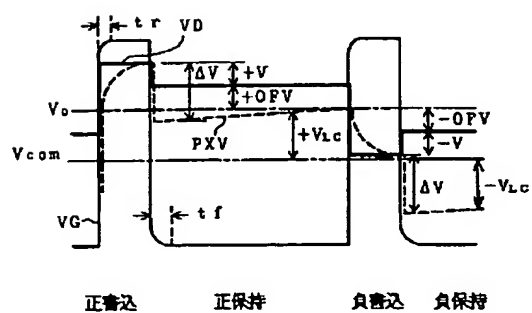 tr VD
ΔV +V
+OFV
Vo
-OFV
PXV +VLC
-V
Vcom
ΔV -VLC
VG tf
正書込 正保持 負書込 負保持